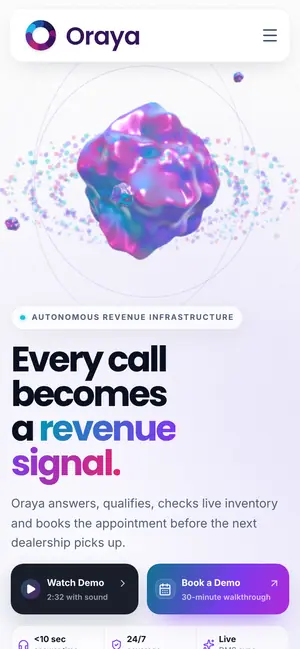 Oraya
AUTONOMOUS REVENUE INFRASTRUCTURE
Every call
becomes
a revenue
signal.
Oraya answers, qualifies, checks live inventory
and books the appointment before the next
dealership picks up.
Watch Demo
2:32 with sound
Book a Demo
30-minute walkthrough
<10 sec
24/7
Live